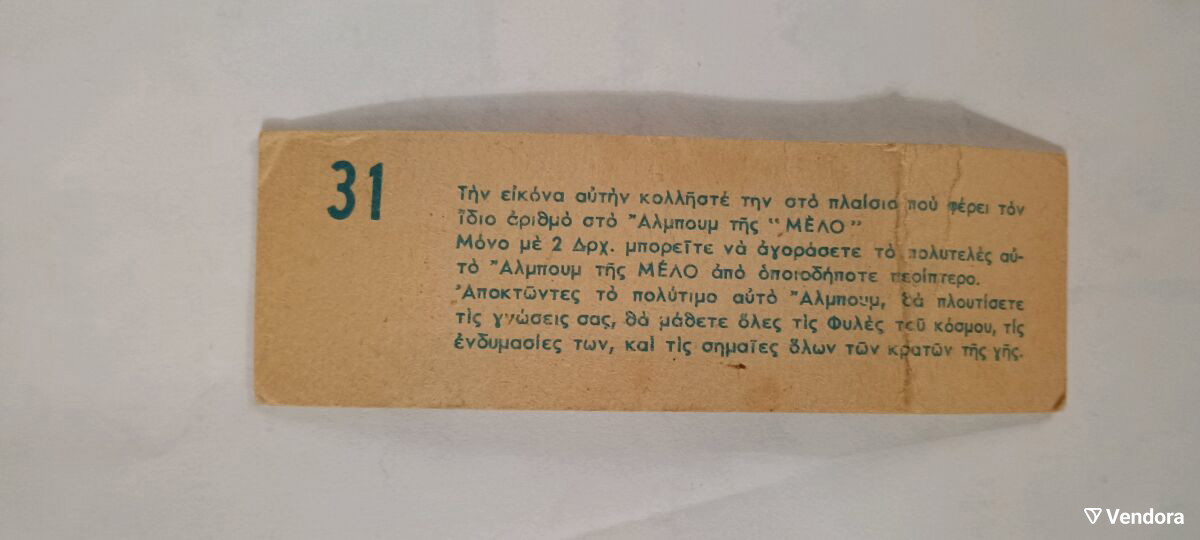 31
Τὴν εἰκόνα αὐτὴν κολλῆστέ την στὸ πλαίσιο ποὺ φέρει τὸν
ἴδιο ἀριθμὸ στὸ "Αλμπουμ τῆς "ΜΕΛΟ"
Μόνο μὲ 2 Δρχ. μπορεῖτε νὰ ἀγοράσετε τὸ πολυτελὲς αὐ-
τὸ "Αλμπουμ τῆς ΜΕΛΟ ἀπὸ ὁποιοδήποτε περίπτερο.
'Αποκτῶντες τὸ πολύτιμο αὐτὸ "Αλμπουμ, θὰ πλουτίσετε
τὶς γνώσεις σας, θὰ μάθετε ὅλες τὶς Φυλὲς τοῦ κόσμου, τὶς
ἐνδυμασίες των, καὶ τὶς σημαῖες ὅλων τῶν κρατῶν τῆς γῆς.
Vendora